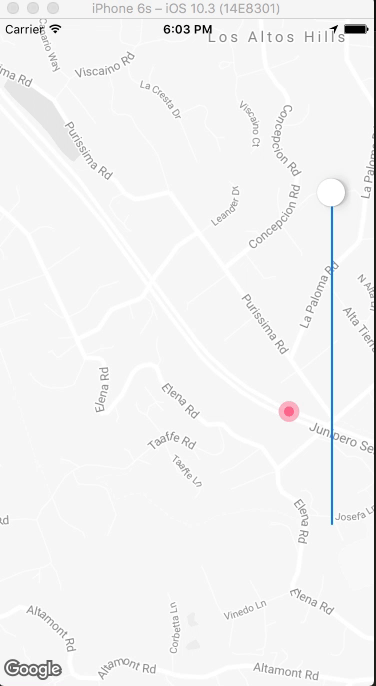 iPhone 6s – iOS 10.3 (14E8301)
Carrier
6:03 PM
Los Altos Hills
Viscaino Rd
La Cresta Dr
Viscaino Ct
Concepcion Rd
Purissima Rd
Leander Dr
Concepcion Rd
La Paloma Rd
Purissima Rd
Elena Rd
Elena Rd
Taaffe Rd
Taaffe Ln
Junipero Se
Elena Rd
Josefa Ln
Elena Rd
Vinedo Ln
Corbetta Ln
Altamont Rd
Altamont Rd
Altamont Rd
Google